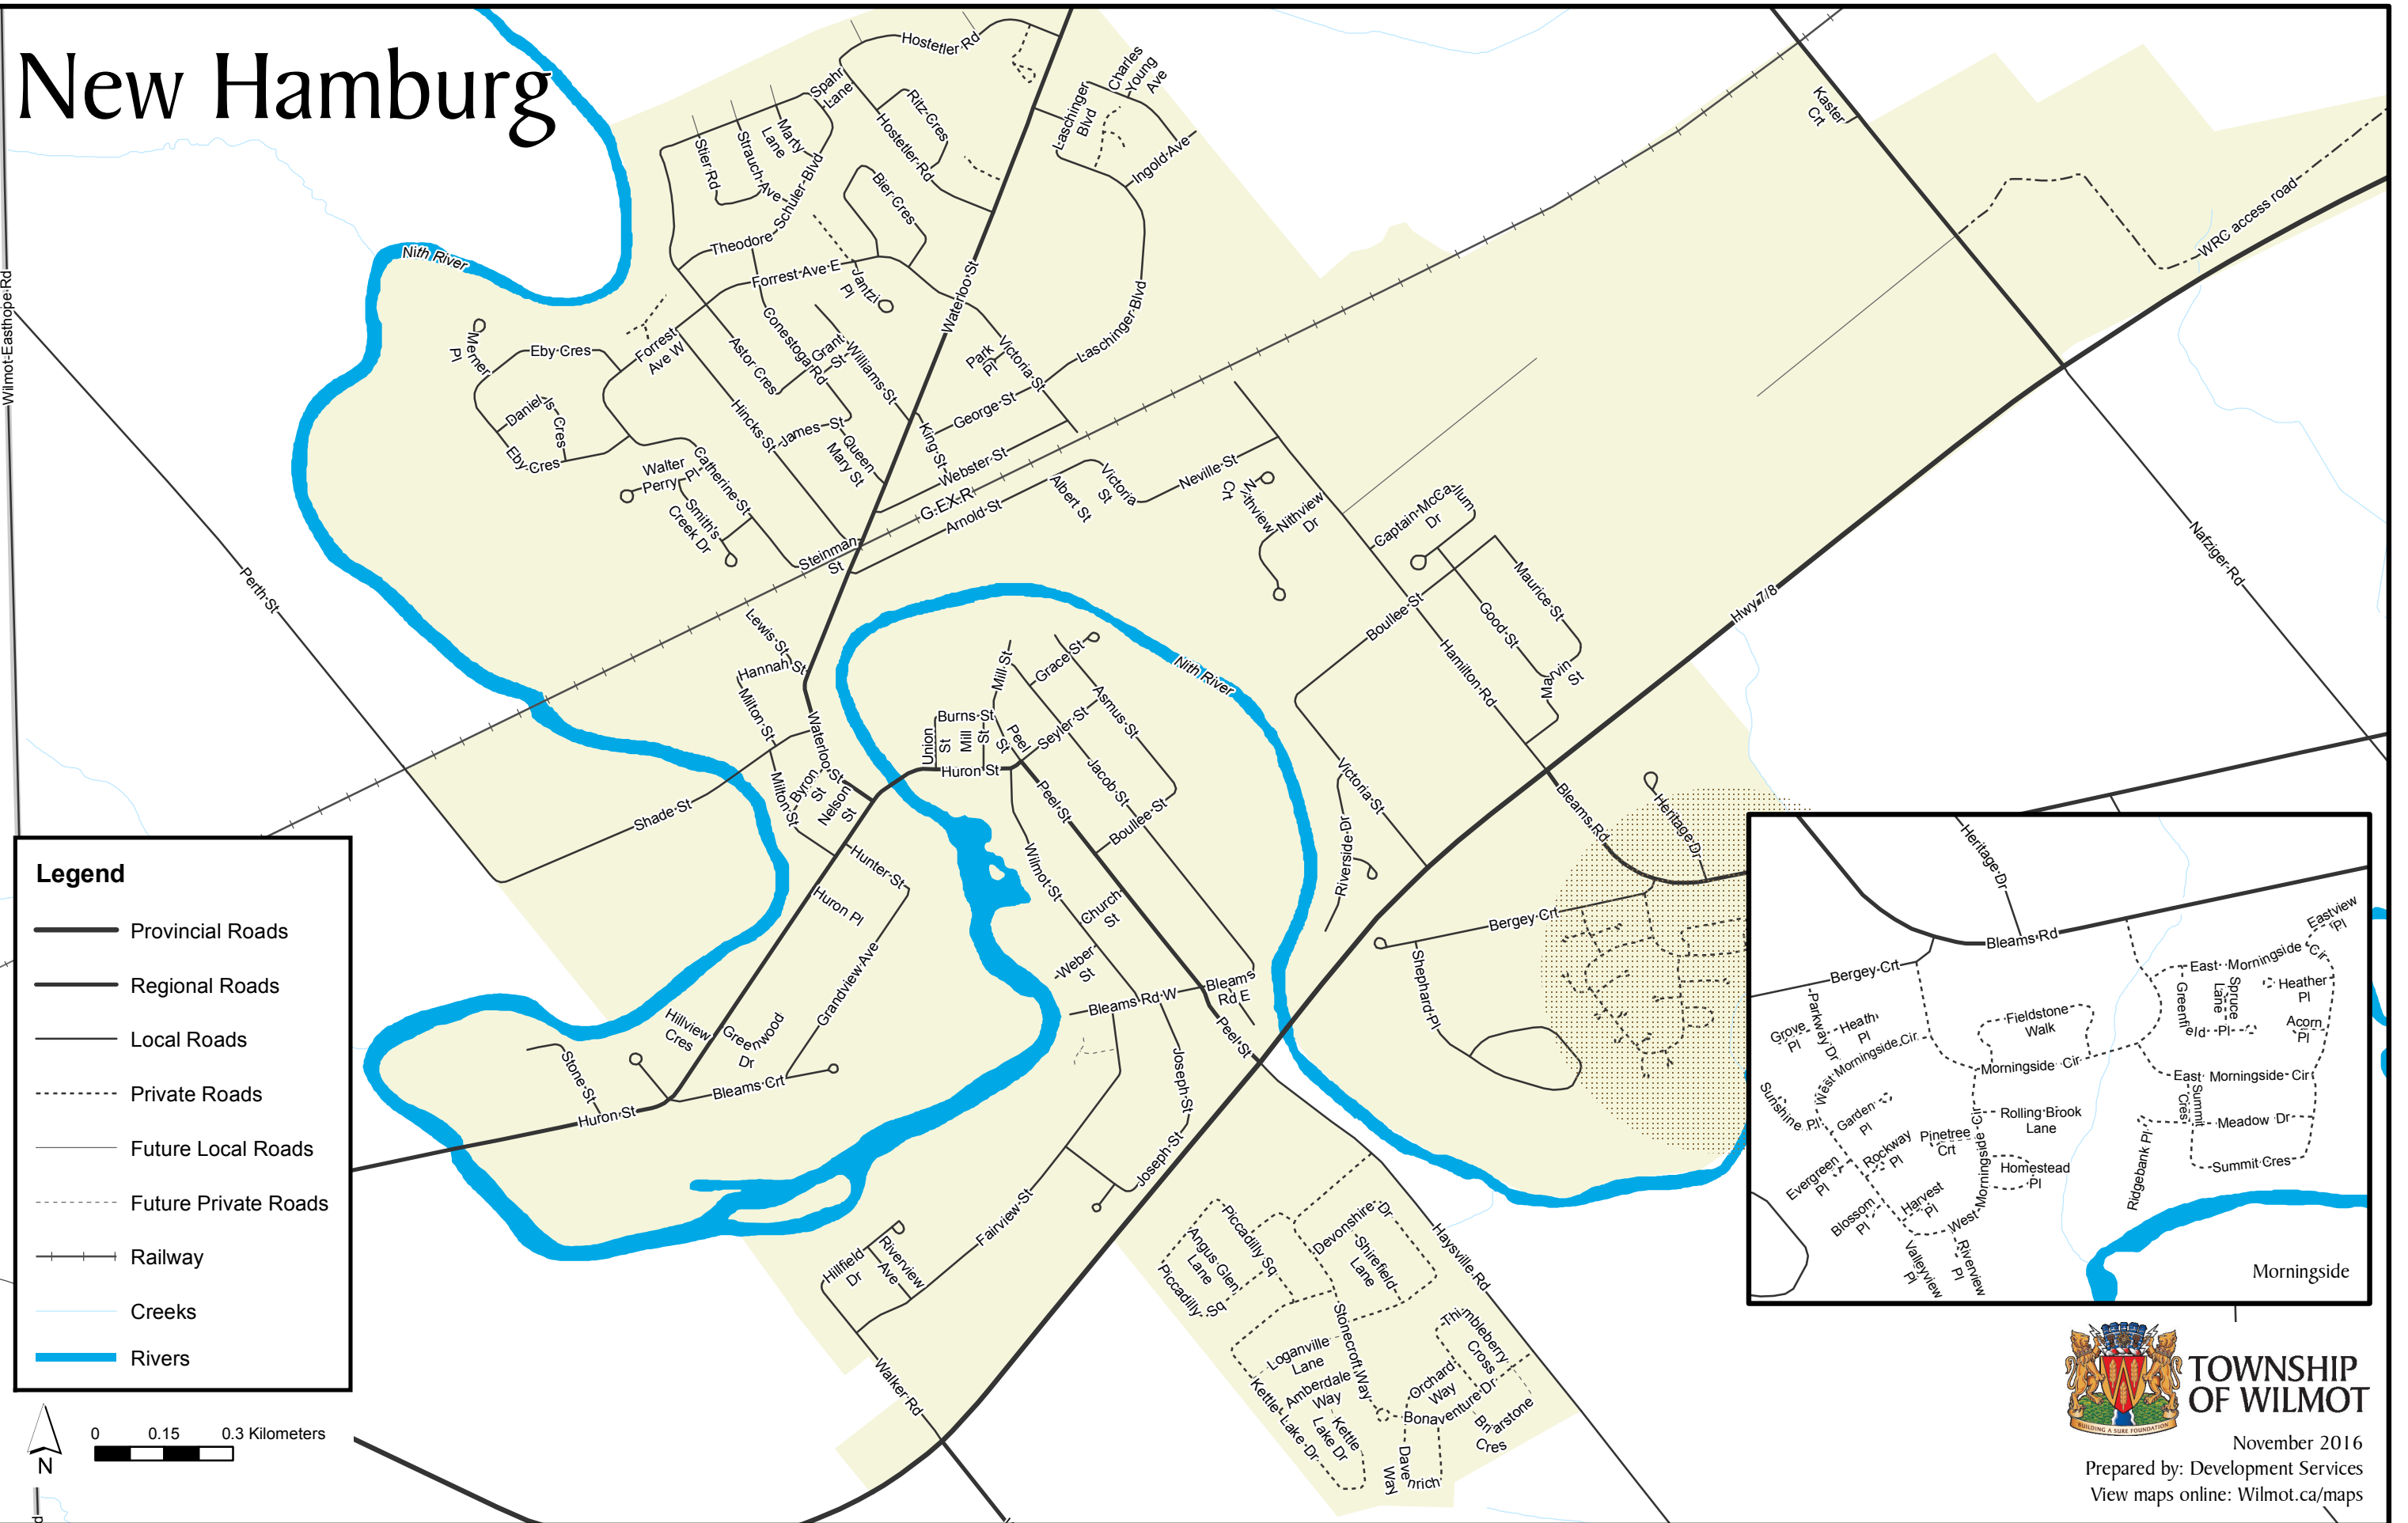 New Hamburg
Hostetler Rd
Charles
Young
Ave
Spahr
Lane
Laschinger
Blvd
Ritz Cres
Marty
Lane
Hostetler Rd
Kaster
Crt
Stier Rd
Strauch Ave
Schuler Blvd
Ingold Ave
Bier Cres
WRC access road
Nith River
Theodore
Wilmot-Easthope Rd
Forrest Ave E
Jantzi
Pl
Waterloo St
Laschinger Blvd
Merner
Pl
Eby Cres
Forrest
Ave W
Conestoga Rd
Astor Cres
Grant
St
Williams St
Park
Pl
Victoria St
Daniel
is Cres
Hincks St
James St
George St
Eby Cres
Queen
Mary St
King St
Webster St
Walter
Perry Pl
Catherine St
Smith's
Creek Dr
G-EX-R
Arnold St
Albert St
Victoria
St
Neville St
Nithview
Crt
Nithview
Dr
Captain McCallum
Dr
Nafziger Rd
Steinman
St
Perth St
Maurice St
Boullee St
Good St
Hwy 7/8
Lewis St
Hannah St
Mill St
Grace St
Nith River
Hamilton Rd
Marvin
St
Milton St
Waterloo St
Burns St
Union
St
Mill
St
Peel
St
Seyler St
Asmus St
Huron St
Byron
St
Nelson
St
Milton St
Shade St
Peel St
Jacob St
Boullee St
Victoria St
Riverside Dr
Bleams Rd
Heritage Dr
Hunter St
Huron Pl
Wilmot St
Church
St
Bergey Crt
Grandview Ave
Weber
St
Bleams Rd W
Bleams
Rd E
Shephard Pl
Hillview
Cres
Greenwood
Dr
Peel St
Stone St
Huron St
Bleams Crt
Joseph St
Joseph St
Fairview St
Hillfield
Dr
Riverview
Ave
Walker Rd
Piccadilly Sq
Angus Glen
Lane
Piccadilly Sq
Devonshire Dr
Shirefield
Lane
Haysville Rd
Stonecroft Way
Thimbleberry
Cross
Loganville
Lane
Amberdale
Way
Kettle Lake Dr
Kettle
Lake Dr
Orchard
Way
Bonaventure Dr
Briarstone
Cres
Davenrich
Way
Legend
Provincial Roads
Regional Roads
Local Roads
Private Roads
Future Local Roads
Future Private Roads
Railway
Creeks
Rivers
0 0.15 0.3 Kilometers
N
Heritage Dr
Bleams Rd
Eastview
Pl
Bergey Crt
East Morningside Cir
Parkway Dr
Grove
Pl
Heath
Pl
Fieldstone
Walk
Greenfield Pl
Spruce
Lane
Heather
Pl
Acorn
Pl
West Morningside Cir
Morningside Cir
East Morningside Cir
Sunshine Pl
Garden
Pl
Rolling Brook
Lane
Summit
Cres
Meadow Dr
Rockway
Pl
Pinetree
Crt
Evergreen
Pl
Homestead
Pl
Ridgebank Pl
Summit Cres
Blossom
Pl
Harvest
Pl
West Morningside Cir
Valleyview
Pl
Riverview
Pl
Morningside
BUILDING A SURE FOUNDATION
TOWNSHIP
OF WILMOT
November 2016
Prepared by: Development Services
View maps online: Wilmot.ca/maps